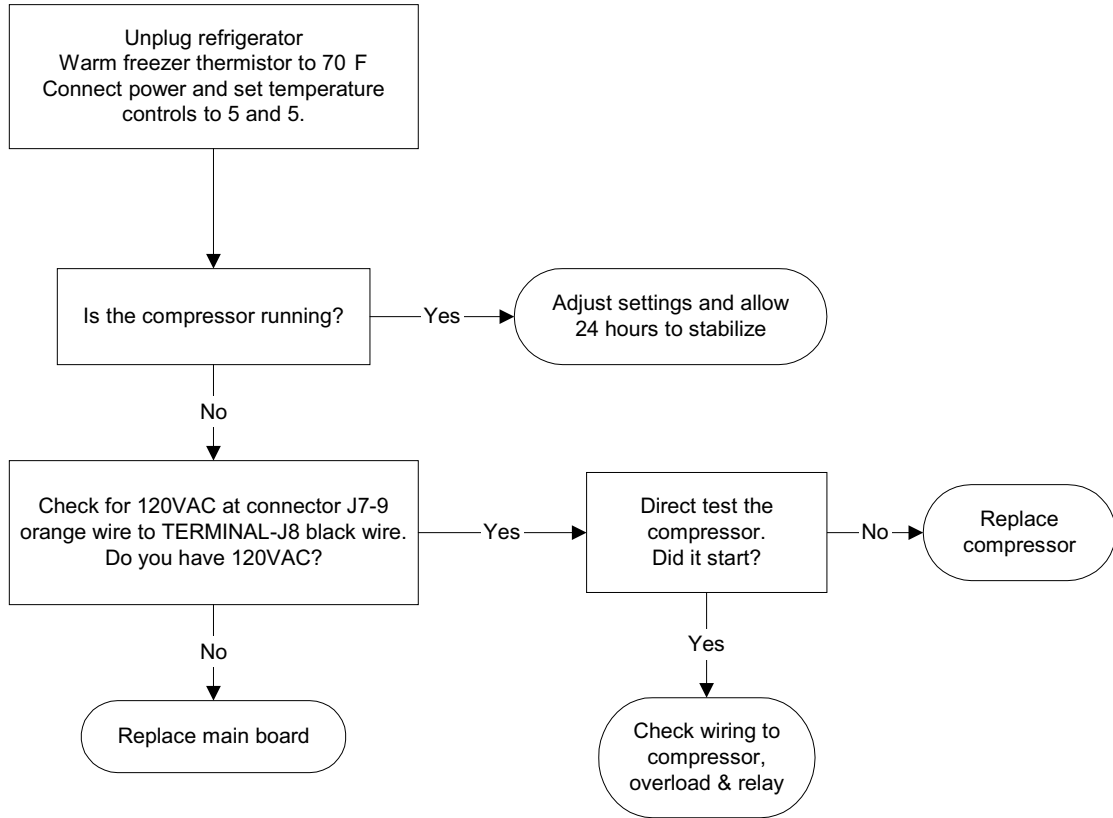 Unplug refrigerator
Warm freezer thermistor to 70 F
Connect power and set temperature
controls to 5 and 5.
Is the compressor running?
Yes
Adjust settings and allow
24 hours to stabilize
No
Check for 120VAC at connector J7-9
orange wire to TERMINAL-J8 black wire.
Do you have 120VAC?
Yes
Direct test the
compressor.
Did it start?
No
Replace
compressor
No
Replace main board
Yes
Check wiring to
compressor,
overload & relay